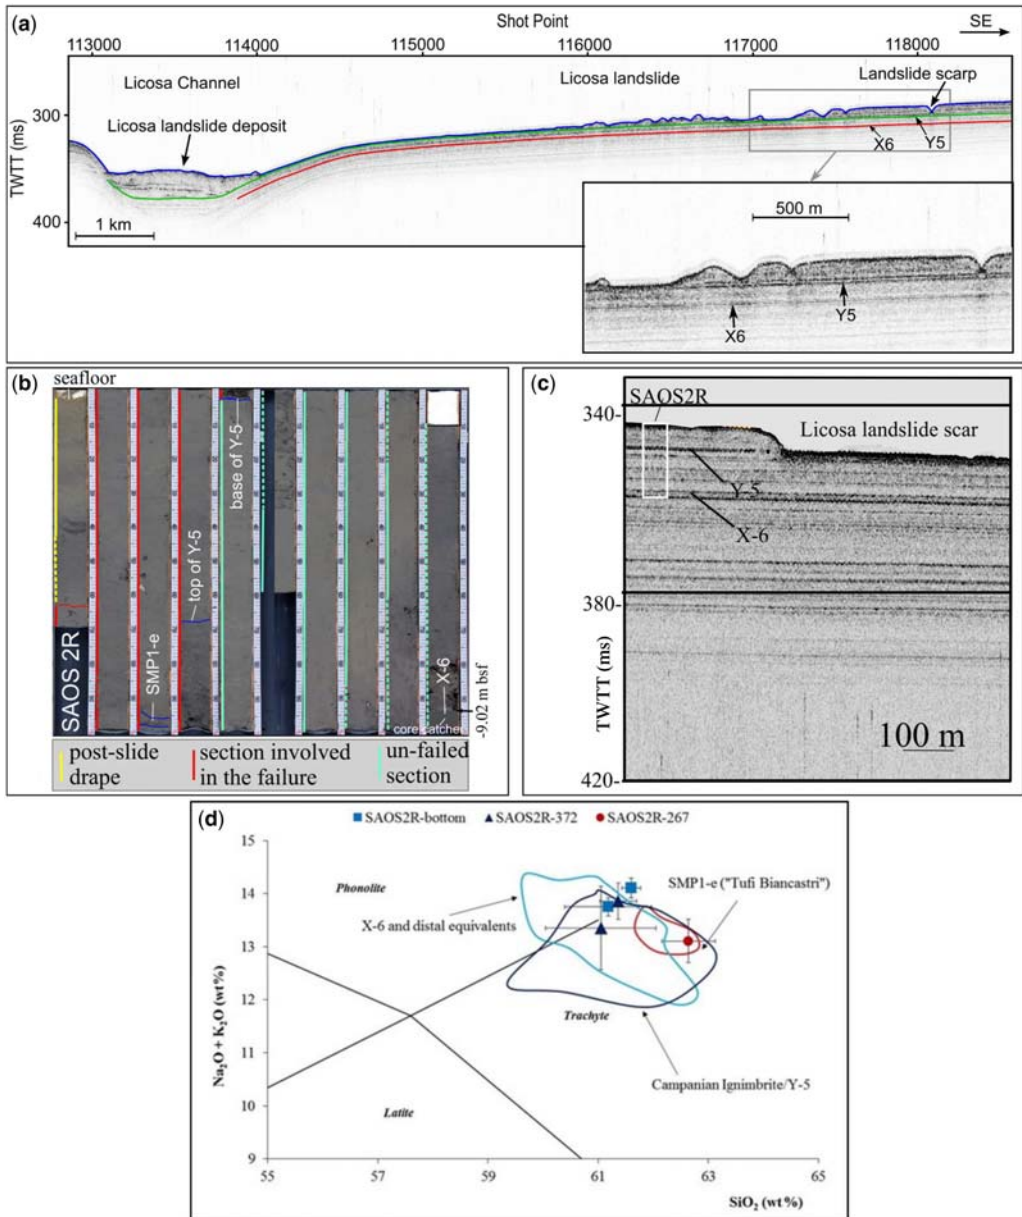 (a)
Shot Point
SE
113000 114000 115000 116000 117000 118000
Licosa Channel
Licosa landslide
Landslide scarp
Licosa landslide deposit
300
400
TWTT (ms)
1 km
X6
Y5
500 m
Y5
X6
(b)
seafloor
SAOS 2R
SMP1-e
top of Y-5
base of Y-5
X-6
core catcher
-9.02 m bsf
post-slide drape
section involved in the failure
un-failed section
(c)
SAOS2R
340
Licosa landslide scar
Y-5
X-6
380-
TWTT (ms)
420
100 m
(d)
SAOS2R-bottom SAOS2R-372 SAOS2R-267
15
14
13
12
11
10
9
Na2O + K2O (wt%)
Phonolite
X-6 and distal equivalents
SMP1-e ("Tufi Biancastri")
Trachyte
Campanian Ignimbrite/Y-5
Latite
55 57 59 61 63 65
SiO2 (wt%)